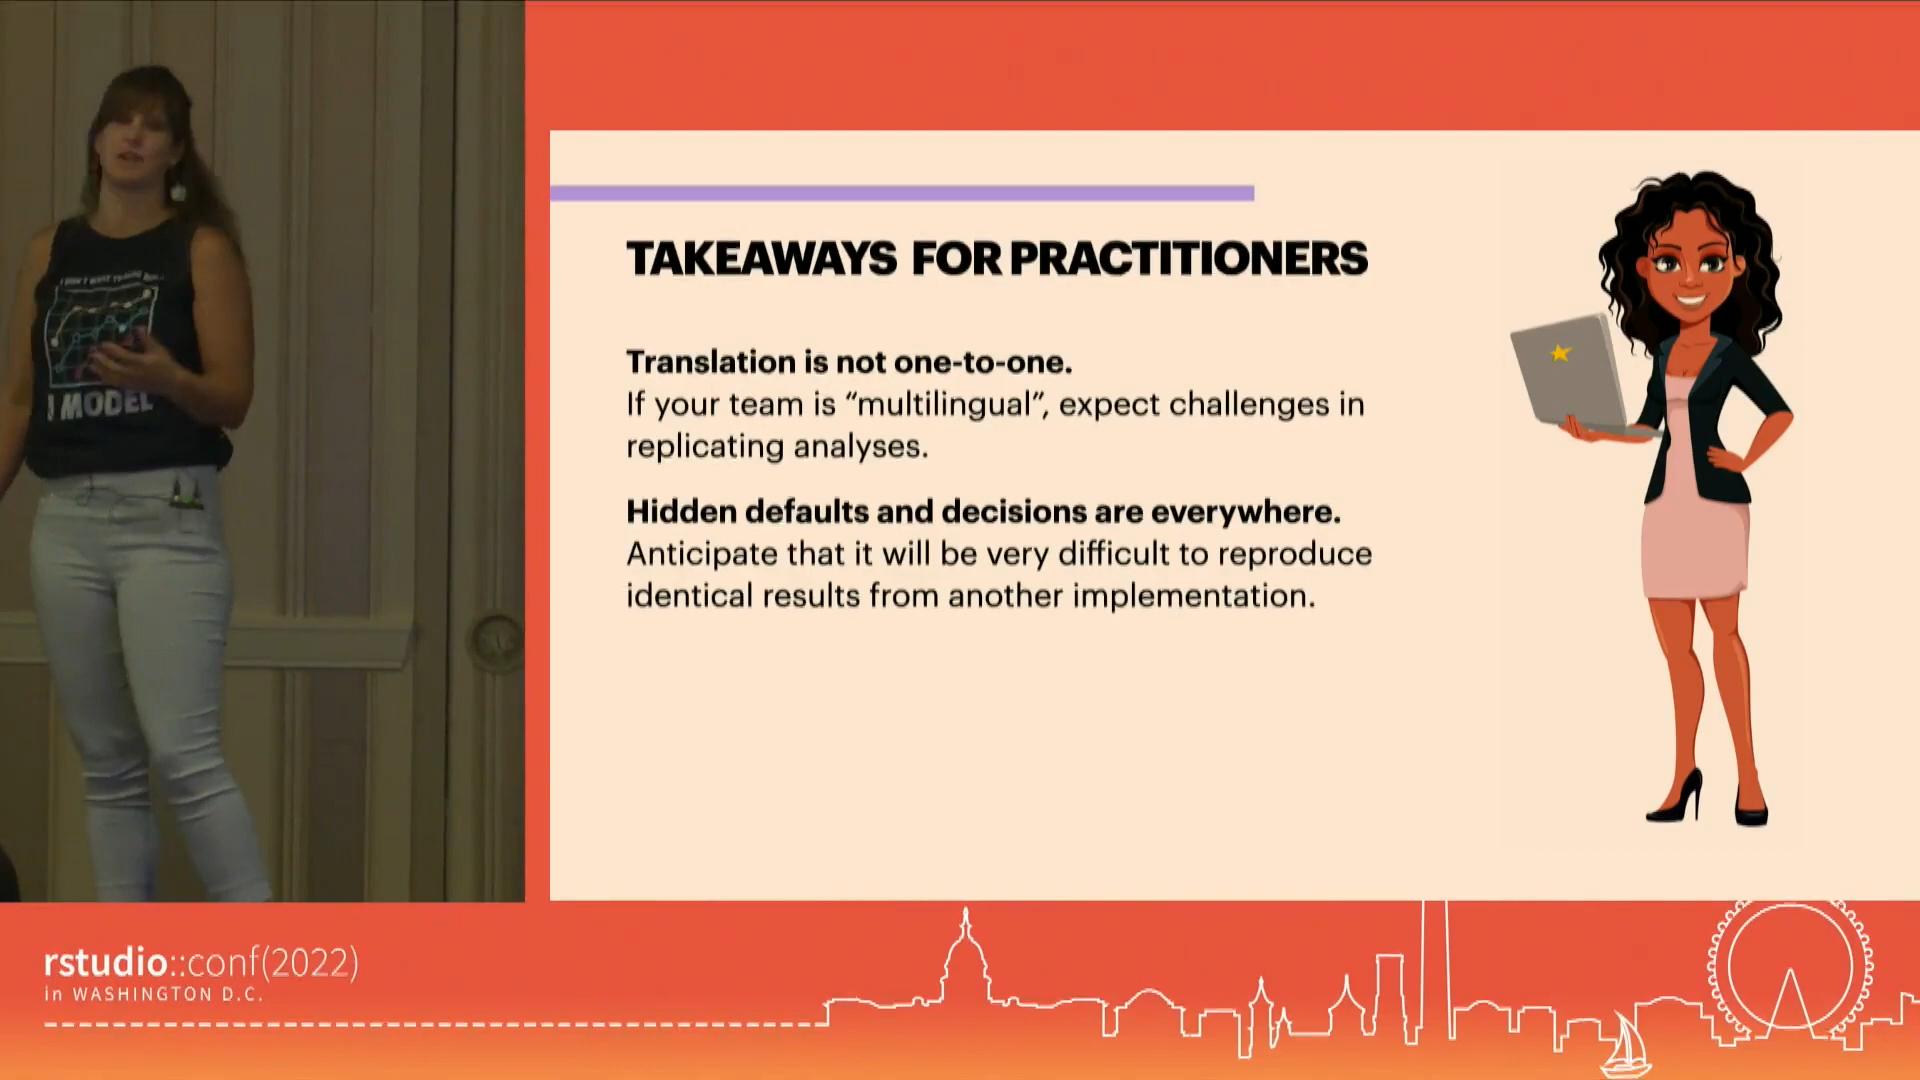 I DON'T ALWAYS
I MODEL
TAKEAWAYS FOR PRACTITIONERS
Translation is not one-to-one.
If your team is “multilingual”, expect challenges in
replicating analyses.
Hidden defaults and decisions are everywhere.
Anticipate that it will be very difficult to reproduce
identical results from another implementation.
rstudio::conf(2022)
in WASHINGTON D.C.